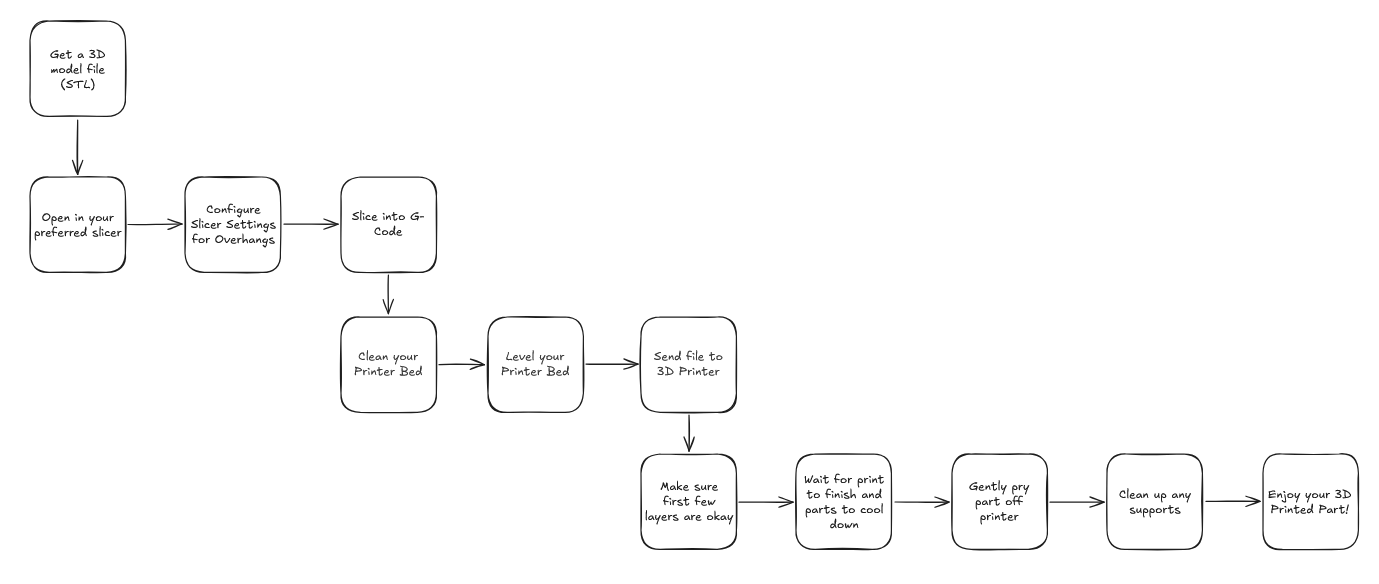 Get a 3D
model file
(STL)
Open in your
preferred slicer
Configure
Slicer Settings
for Overhangs
Slice into G-
Code
Clean your
Printer Bed
Level your
Printer Bed
Send file to
3D Printer
Make sure
first few
layers are okay
Wait for print
to finish and
parts to cool
down
Gently pry
part off
printer
Clean up any
supports
Enjoy your 3D
Printed Part!